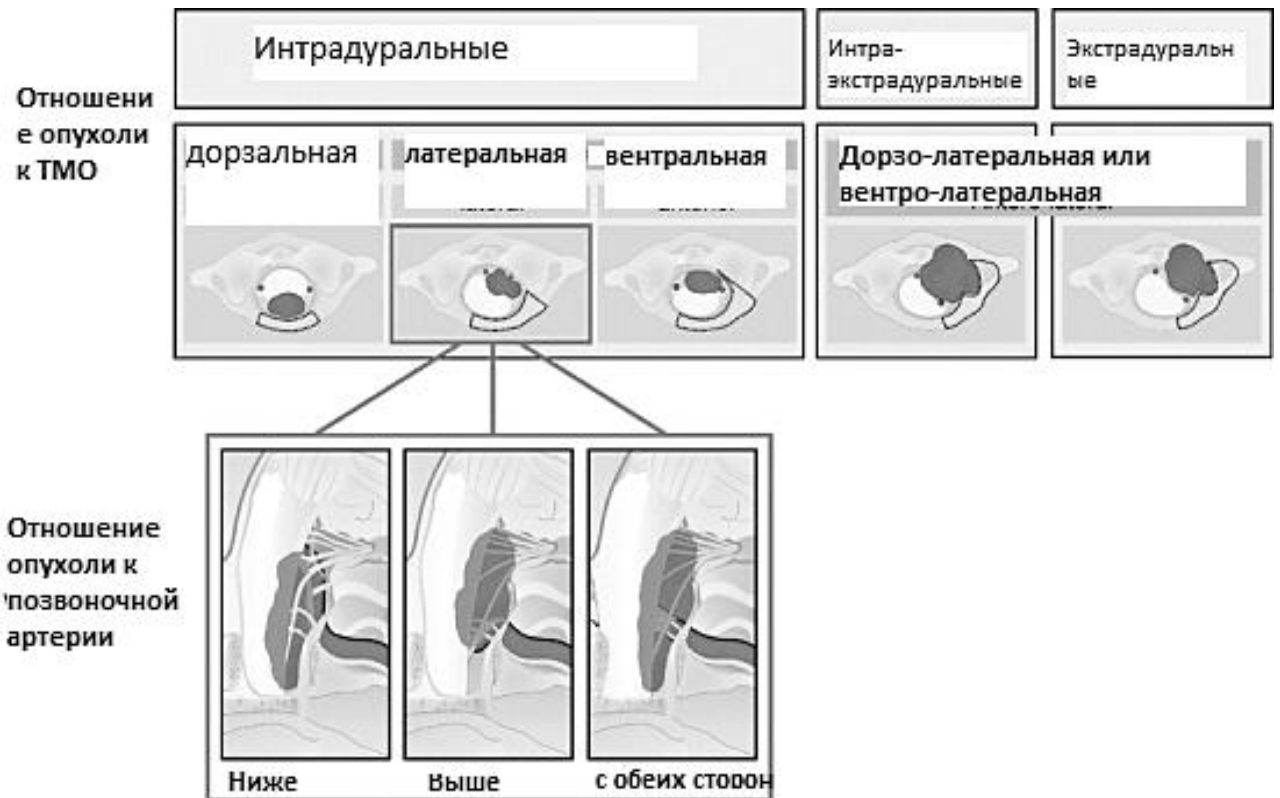 Интрадуральные
Интра-
экстрадуральные
Экстрадуральн
ые
Отношени
е опухоли
к ТМО
дорзальная
латеральная
вентральная
Дорзо-латеральная или
вентро-латеральная
Отношение
опухоли к
позвоночной
артерии
Ниже
Выше
с обеих сторон